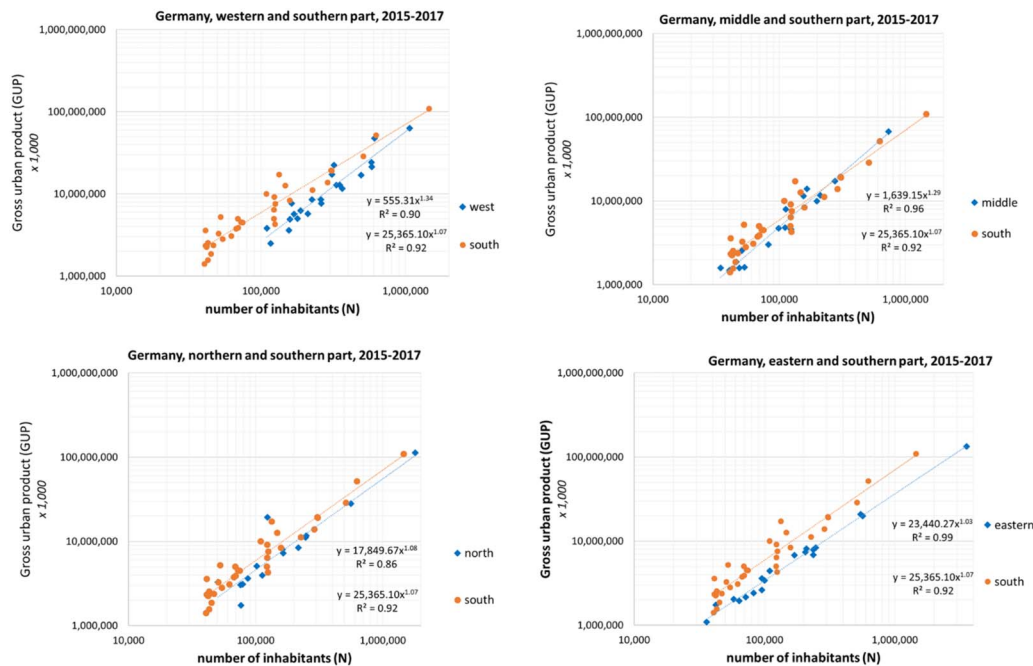 Germany, western and southern part, 2015-2017
Gross urban product (GUP)
x 1,000
1,000,000,000
100,000,000
10,000,000
1,000,000
y = 555.31x^1.34
R² = 0.90
y = 25,365.10x^1.07
R² = 0.92
west
south
10,000 100,000 1,000,000
number of inhabitants (N)
Germany, middle and southern part, 2015-2017
Gross urban product (GUP)
x 1,000
1,000,000,000
100,000,000
10,000,000
1,000,000
y = 1,639.15x^1.29
R² = 0.96
y = 25,365.10x^1.07
R² = 0.92
middle
south
10,000 100,000 1,000,000
number of inhabitants (N)
Germany, northern and southern part, 2015-2017
Gross urban product (GUP)
x 1,000
1,000,000,000
100,000,000
10,000,000
1,000,000
y = 17,849.67x^1.08
R² = 0.86
y = 25,365.10x^1.07
R² = 0.92
north
south
10,000 100,000 1,000,000
number of inhabitants (N)
Germany, eastern and southern part, 2015-2017
Gross urban product (GUP)
x 1,000
1,000,000,000
100,000,000
10,000,000
1,000,000
y = 23,440.27x^1.03
R² = 0.99
y = 25,365.10x^1.07
R² = 0.92
eastern
south
10,000 100,000 1,000,000
number of inhabitants (N)